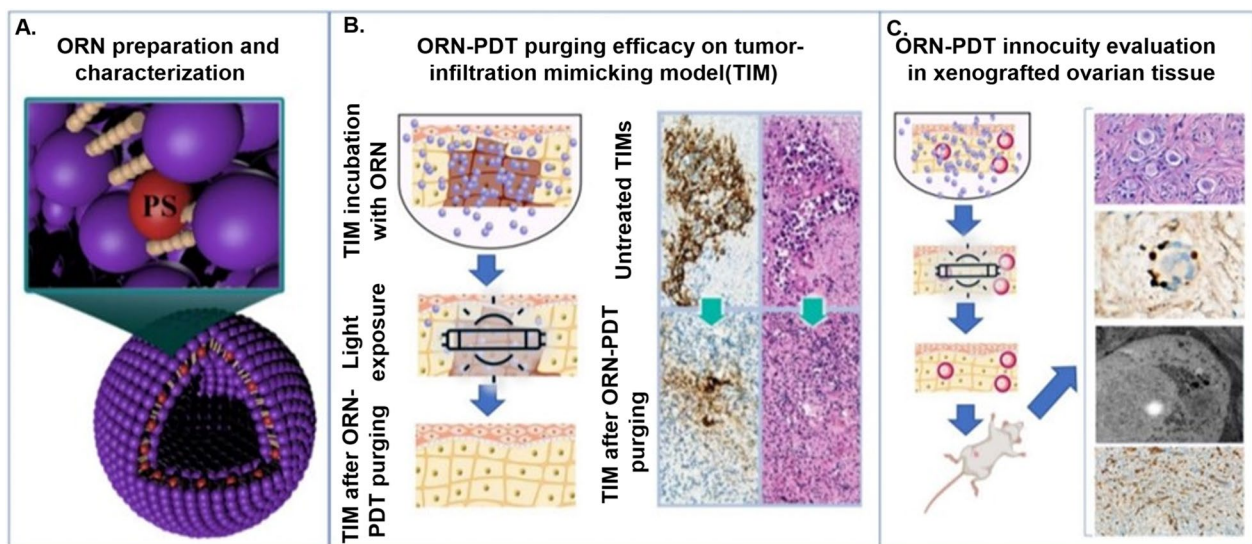 A.
ORN preparation and
characterization
PS
B.
ORN-PDT purging efficacy on tumor-
infiltration mimicking model(TIM)
TIM incubation
with ORN
Light
exposure
TIM after ORN-
PDT purging
Untreated TIMs
TIM after ORN-PDT
purging
C.
ORN-PDT innocuity evaluation
in xenografted ovarian tissue